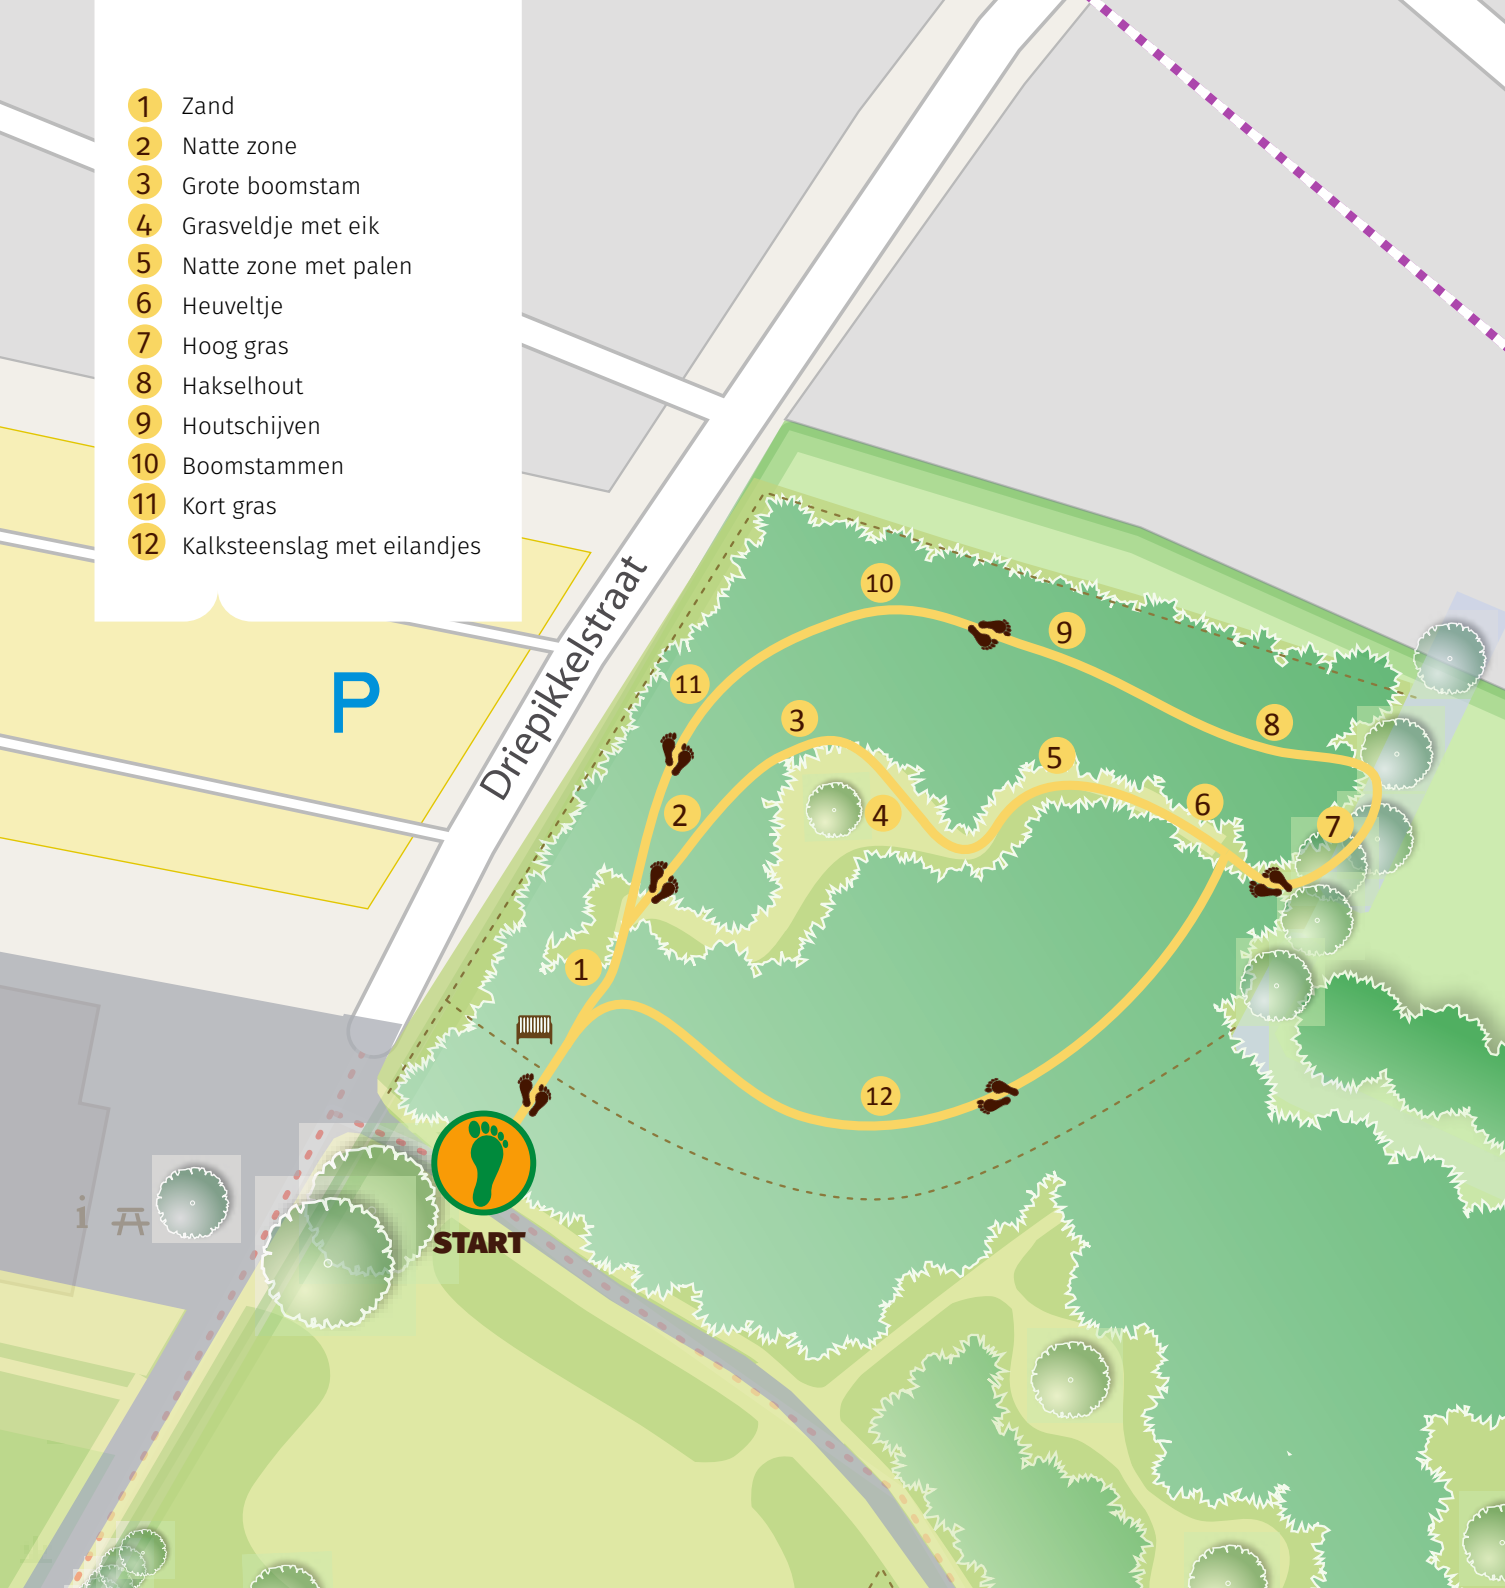 1 Zand
2 Natte zone
3 Grote boomstam
4 Grasveldje met eik
5 Natte zone met palen
6 Heuveltje
7 Hoog gras
8 Hakselhout
9 Houtschijven
10 Boomstammen
11 Kort gras
12 Kalksteenslag met eilandjes
Driepikkelstraat
P
10
9
11
3
8
5
6
2
4
7
1
12
i
START